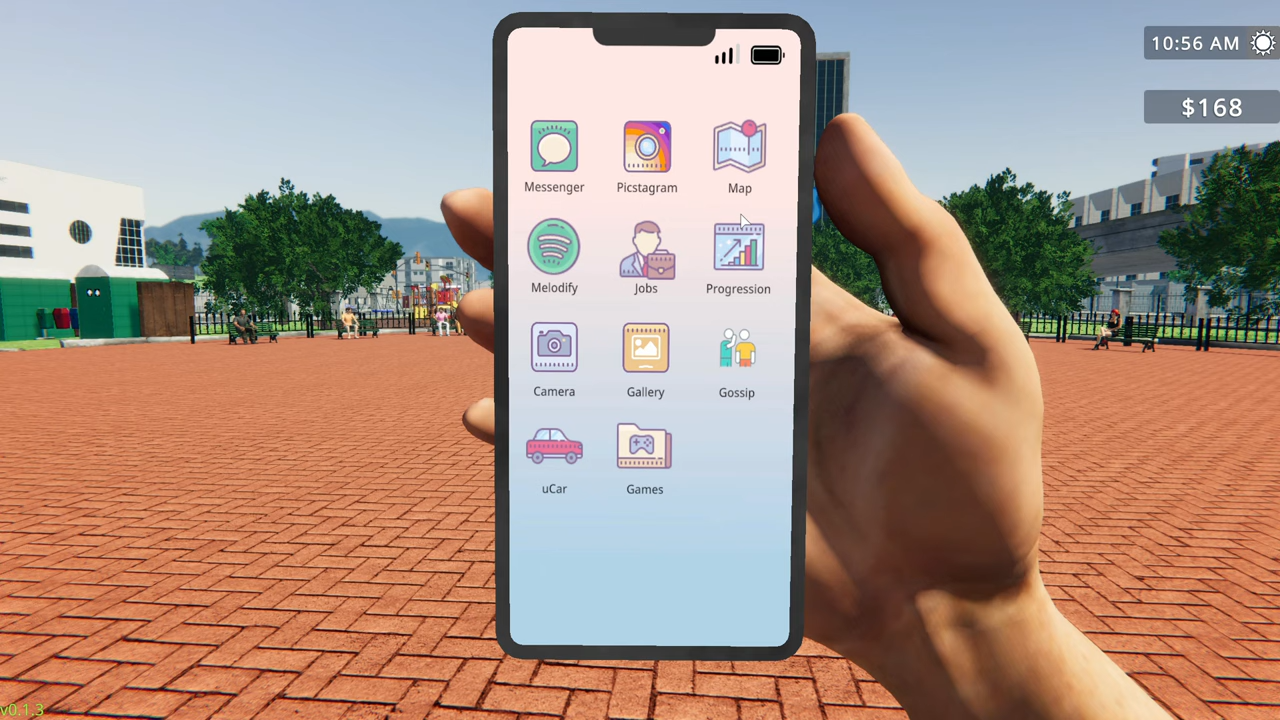 10:56 AM
$168
Messenger
Picstagram
Map
Melodify
Jobs
Progression
Camera
Gallery
Gossip
uCar
Games
v0.1.3